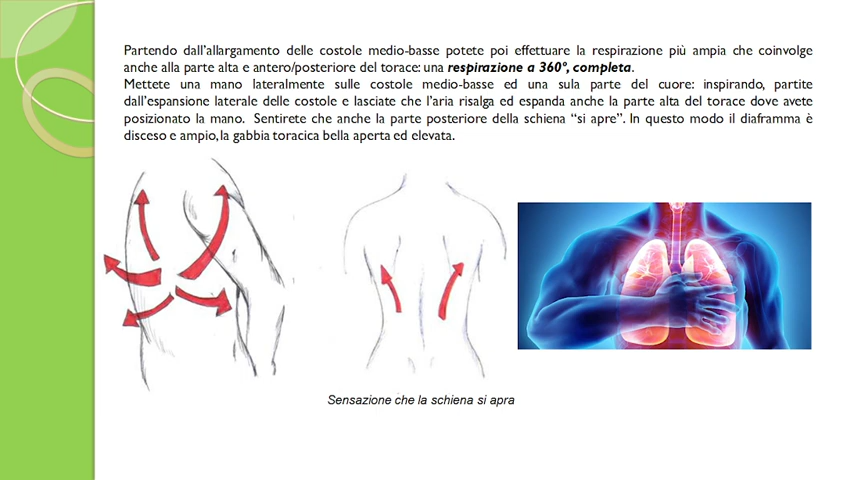 Partendo dall'allargamento delle costole medio-basse potete poi effettuare la respirazione più ampia che coinvolge
anche alla parte alta e antero/posteriore del torace: una respirazione a 360°, completa.
Mettete una mano lateralmente sulle costole medio-basse ed una sula parte del cuore: inspirando, partite
dall'espansione laterale delle costole e lasciate che l'aria risalga ed espanda anche la parte alta del torace dove avete
posizionato la mano. Sentirete che anche la parte posteriore della schiena “si apre”. In questo modo il diaframma è
disceso e ampio, la gabbia toracica bella aperta ed elevata.
Sensazione che la schiena si apra